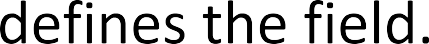 defines the field.